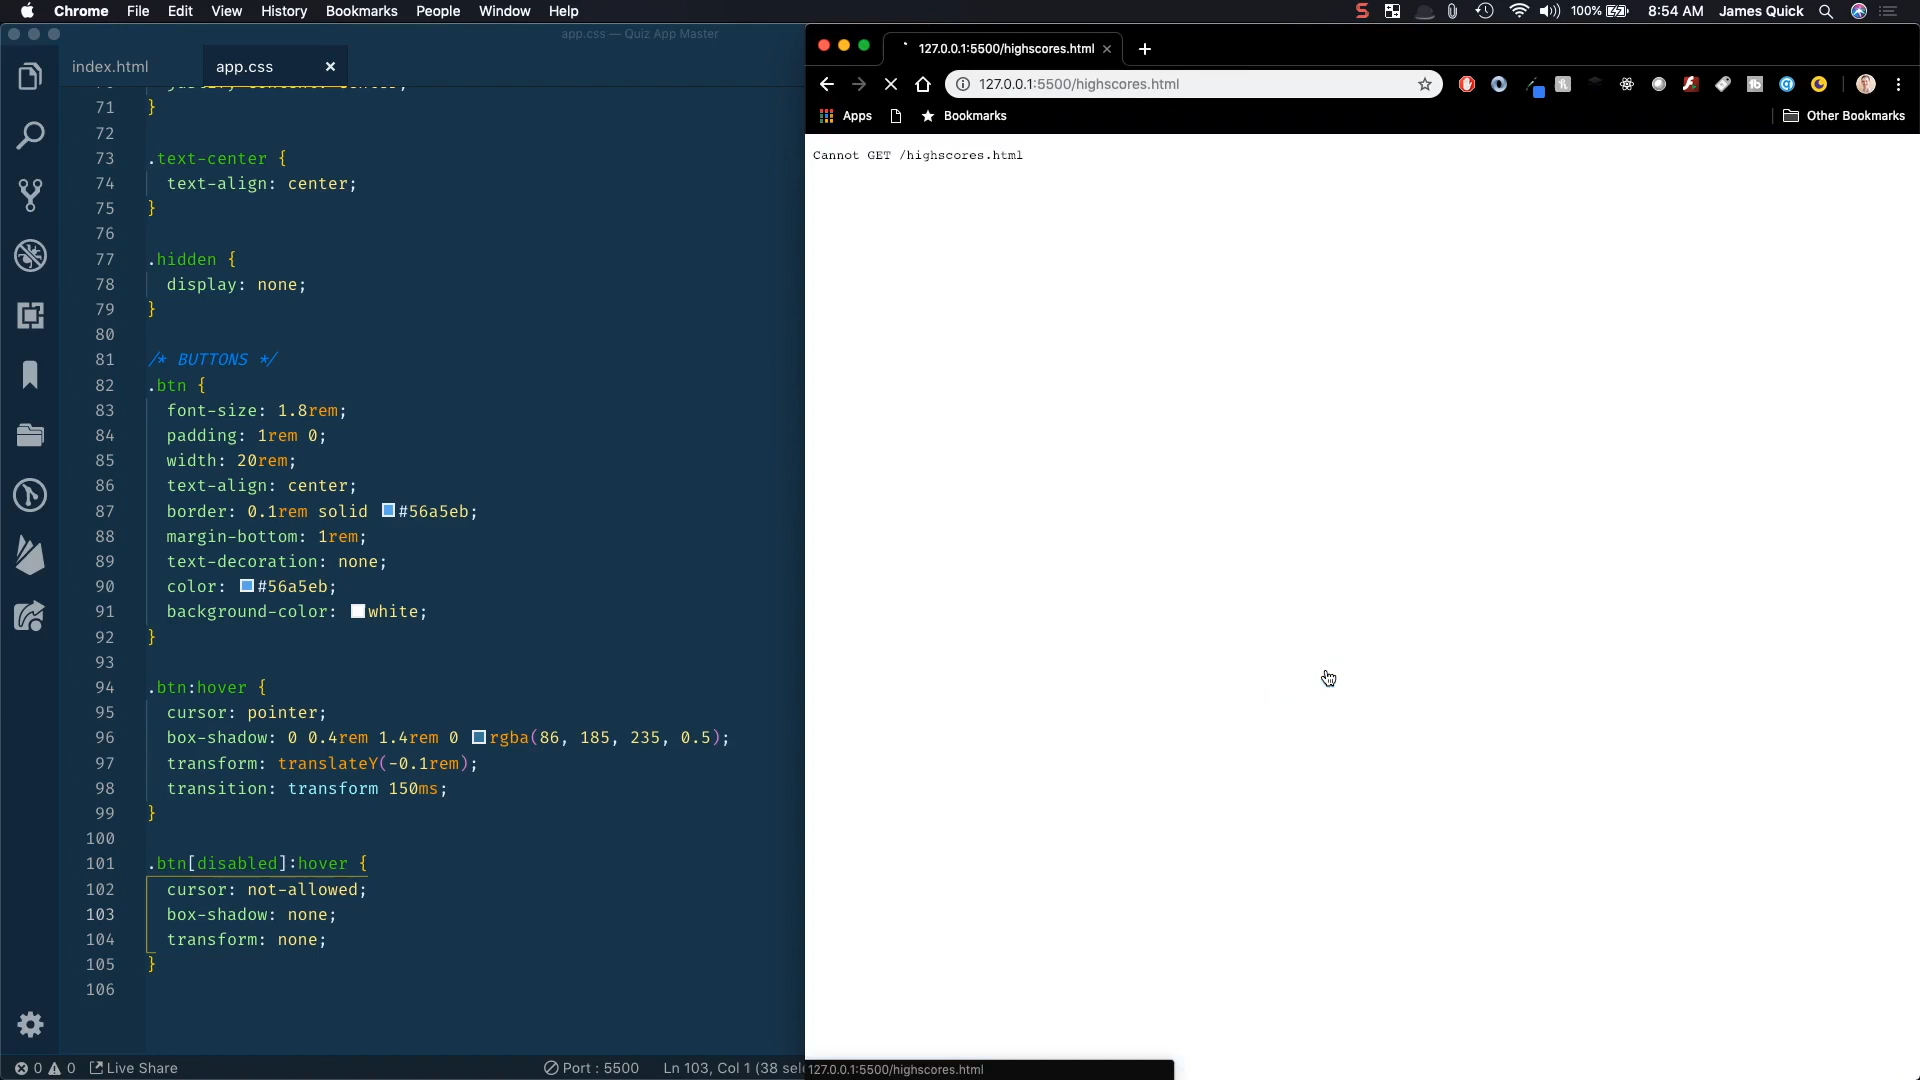 Chrome File Edit View History Bookmarks People Window Help
100% 8:54 AM James Quick
app.css — Quiz App Master
index.html
app.css
71 }
72
73 .text-center {
74 text-align: center;
75 }
76
77 .hidden {
78 display: none;
79 }
80
81 /* BUTTONS */
82 .btn {
83 font-size: 1.8rem;
84 padding: 1rem 0;
85 width: 20rem;
86 text-align: center;
87 border: 0.1rem solid #56a5eb;
88 margin-bottom: 1rem;
89 text-decoration: none;
90 color: #56a5eb;
91 background-color: white;
92 }
93
94 .btn:hover {
95 cursor: pointer;
96 box-shadow: 0 0.4rem 1.4rem 0 rgba(86, 185, 235, 0.5);
97 transform: translateY(-0.1rem);
98 transition: transform 150ms;
99 }
100
101 .btn[disabled]:hover {
102 cursor: not-allowed;
103 box-shadow: none;
104 transform: none;
105 }
106
0 0 Live Share
Port : 5500
Ln 103, Col 1 (38
127.0.0.1:5500/highscores.html
127.0.0.1:5500/highscores.html
Apps
Bookmarks
Other Bookmarks
Cannot GET /highscores.html
127.0.0.1:5500/highscores.html